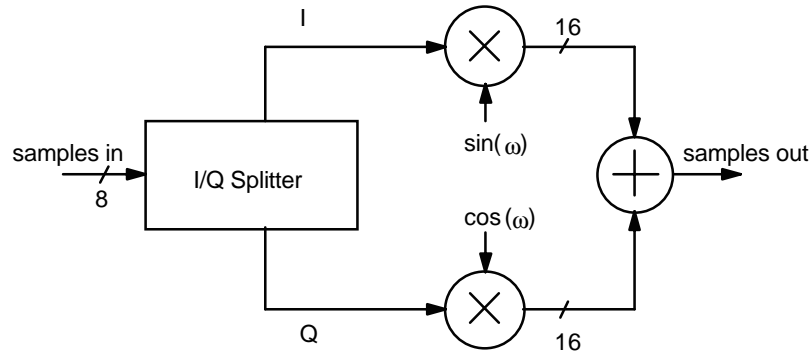 I
16
sin(ω)
samples in
8
I/Q Splitter
samples out
cos(ω)
Q
16